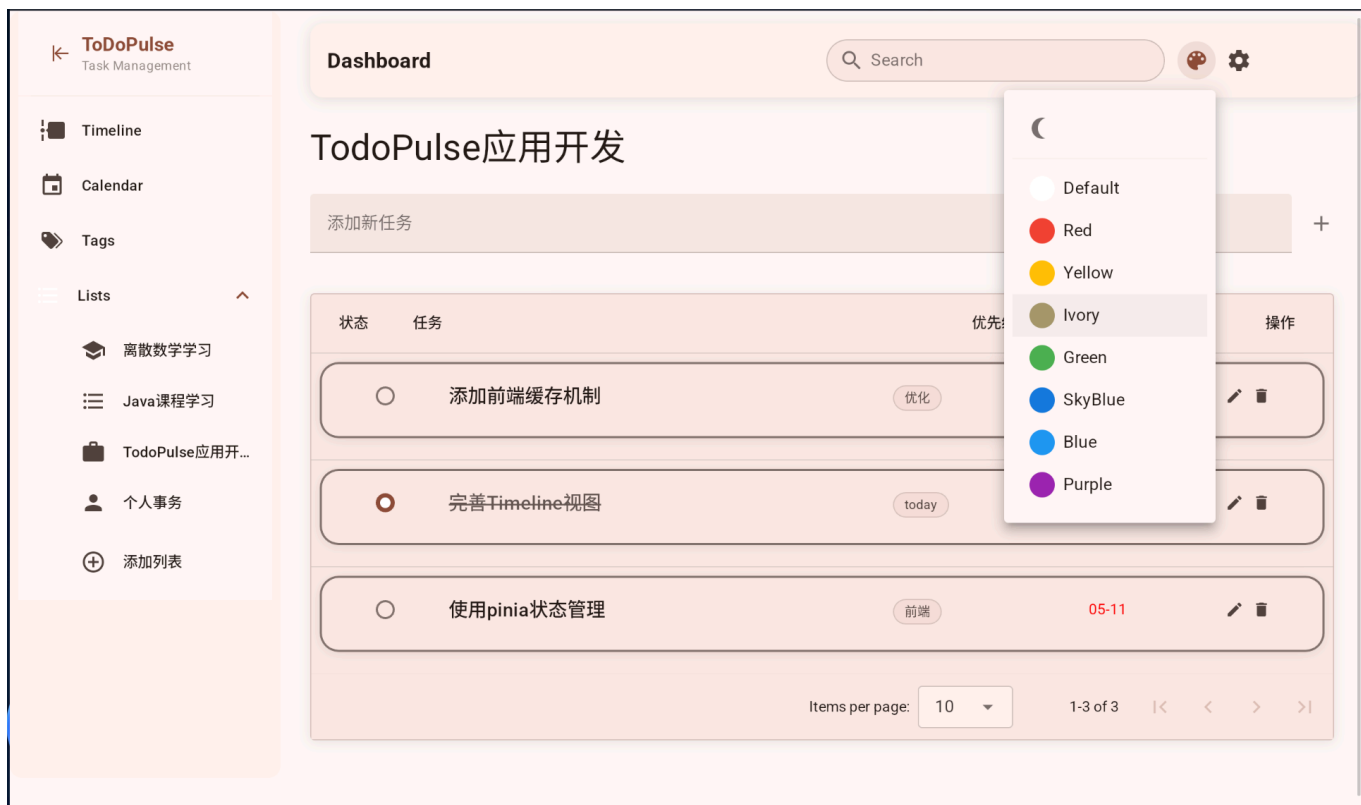 ToDoPulse
Task Management
Timeline
Calendar
Tags
Lists
离散数学学习
Java课程学习
TodoPulse应用开...
个人事务
添加列表
Dashboard
Search
TodoPulse应用开发
添加新任务
Default
Red
Yellow
Ivory
Green
SkyBlue
Blue
Purple
状态 任务 优先 操作
添加前端缓存机制 优化
完善Timeline视图 today
使用pinia状态管理 前端 05-11
Items per page: 10 1-3 of 3